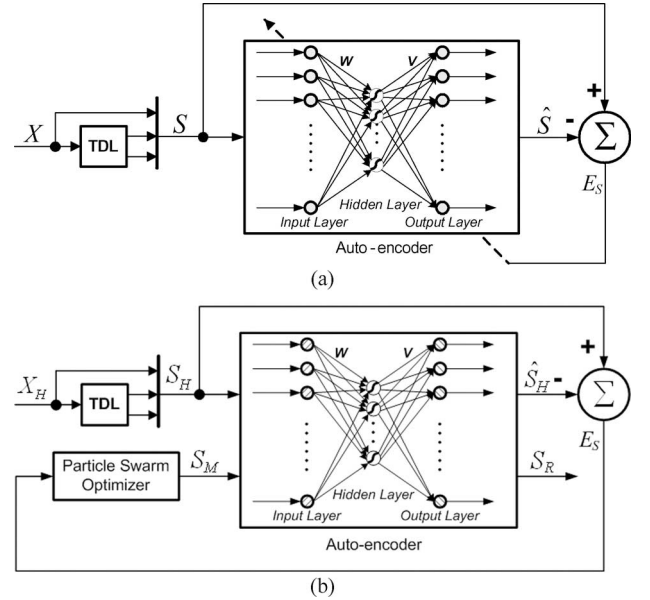 W V
+
X TDL S Ŝ - Σ
E_S
Hidden Layer
Input Layer Output Layer
Auto-encoder
(a)
W V
+
X_H TDL S_H Ŝ_H - Σ
E_S
Particle Swarm
Optimizer
S_M S_R
Hidden Layer
Input Layer Output Layer
Auto-encoder
(b)